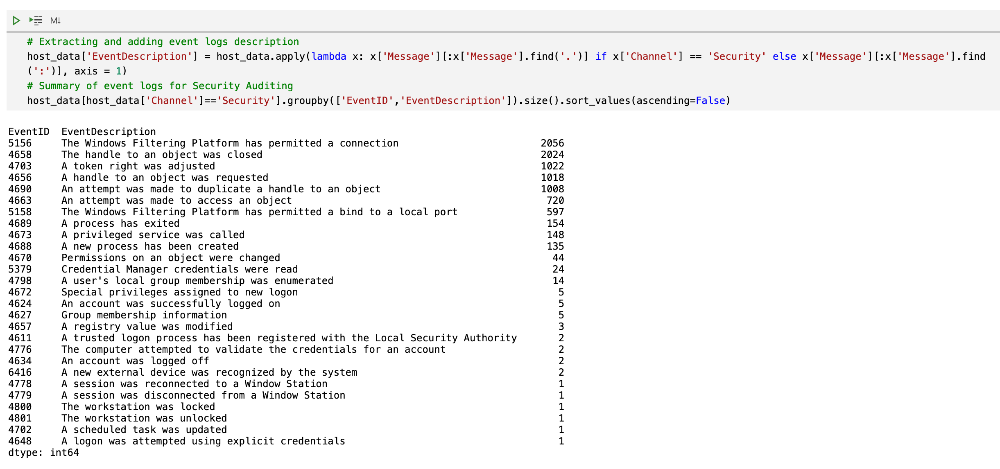 M↓
# Extracting and adding event logs description
host_data['EventDescription'] = host_data.apply(lambda x: x['Message'][:x['Message'].find('.')] if x['Channel'] == 'Security' else x['Message'][:x['Message'].find
(':')], axis = 1)
# Summary of event logs for Security Auditing
host_data[host_data['Channel']=='Security'].groupby(['EventID','EventDescription']).size().sort_values(ascending=False)
EventID EventDescription
5156 The Windows Filtering Platform has permitted a connection 2056
4658 The handle to an object was closed 2024
4703 A token right was adjusted 1022
4656 A handle to an object was requested 1018
4690 An attempt was made to duplicate a handle to an object 1008
4663 An attempt was made to access an object 720
5158 The Windows Filtering Platform has permitted a bind to a local port 597
4689 A process has exited 154
4673 A privileged service was called 148
4688 A new process has been created 135
4670 Permissions on an object were changed 44
5379 Credential Manager credentials were read 24
4798 A user's local group membership was enumerated 14
4672 Special privileges assigned to new logon 5
4624 An account was successfully logged on 5
4627 Group membership information 5
4657 A registry value was modified 3
4611 A trusted logon process has been registered with the Local Security Authority 2
4776 The computer attempted to validate the credentials for an account 2
4634 An account was logged off 2
6416 A new external device was recognized by the system 2
4778 A session was reconnected to a Window Station 1
4779 A session was disconnected from a Window Station 1
4800 The workstation was locked 1
4801 The workstation was unlocked 1
4702 A scheduled task was updated 1
4648 A logon was attempted using explicit credentials 1
dtype: int64